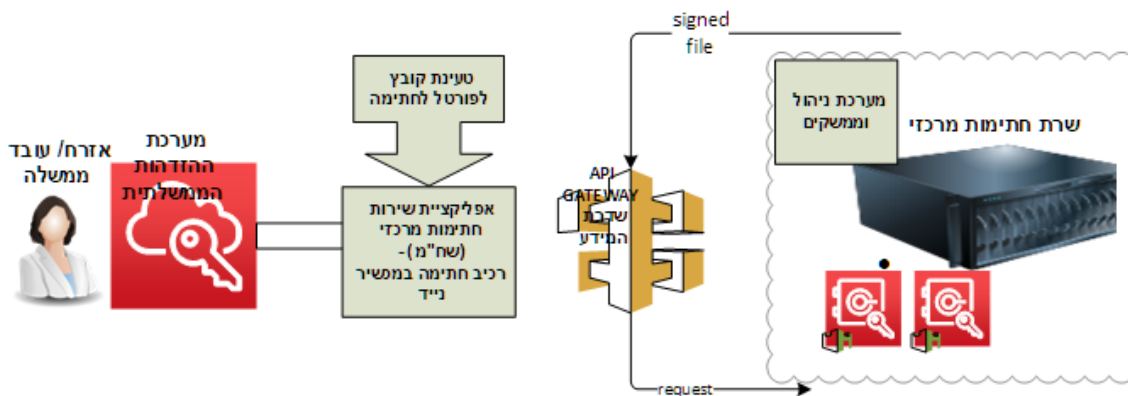 אזרח/ עובד
ממשלה
מערכת
ההזדהות
הממשלתית
טעינת קובץ
לפורטל לחתימה
אפליקציית שירות
חתימות מרכזי
(שח"מ)-
רכיב חתימה במכשיר
נייד
signed
file
API
GATEWAY
שדרת
המידע
request
מערכת ניהול
וממשקים
שרת חתימות מרכזי